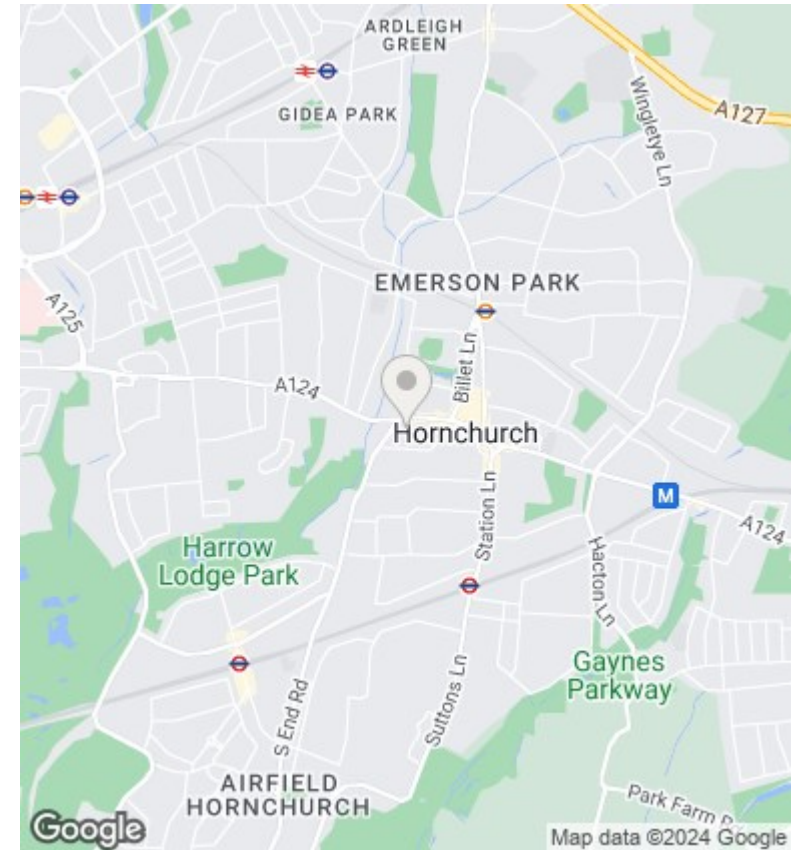 ARDLEIGH
GREEN
GIDEA PARK
Wingletye Ln
A127
EMERSON PARK
A125
Billet Ln
A124
Hornchurch
M
Station Ln
A124
Harrow
Lodge Park
Hacton Ln
Gaynes
Parkway
S End Rd
Suttons Ln
AIRFIELD
HORNCHURCH
Park Farm
Google
Map data ©2024 Google